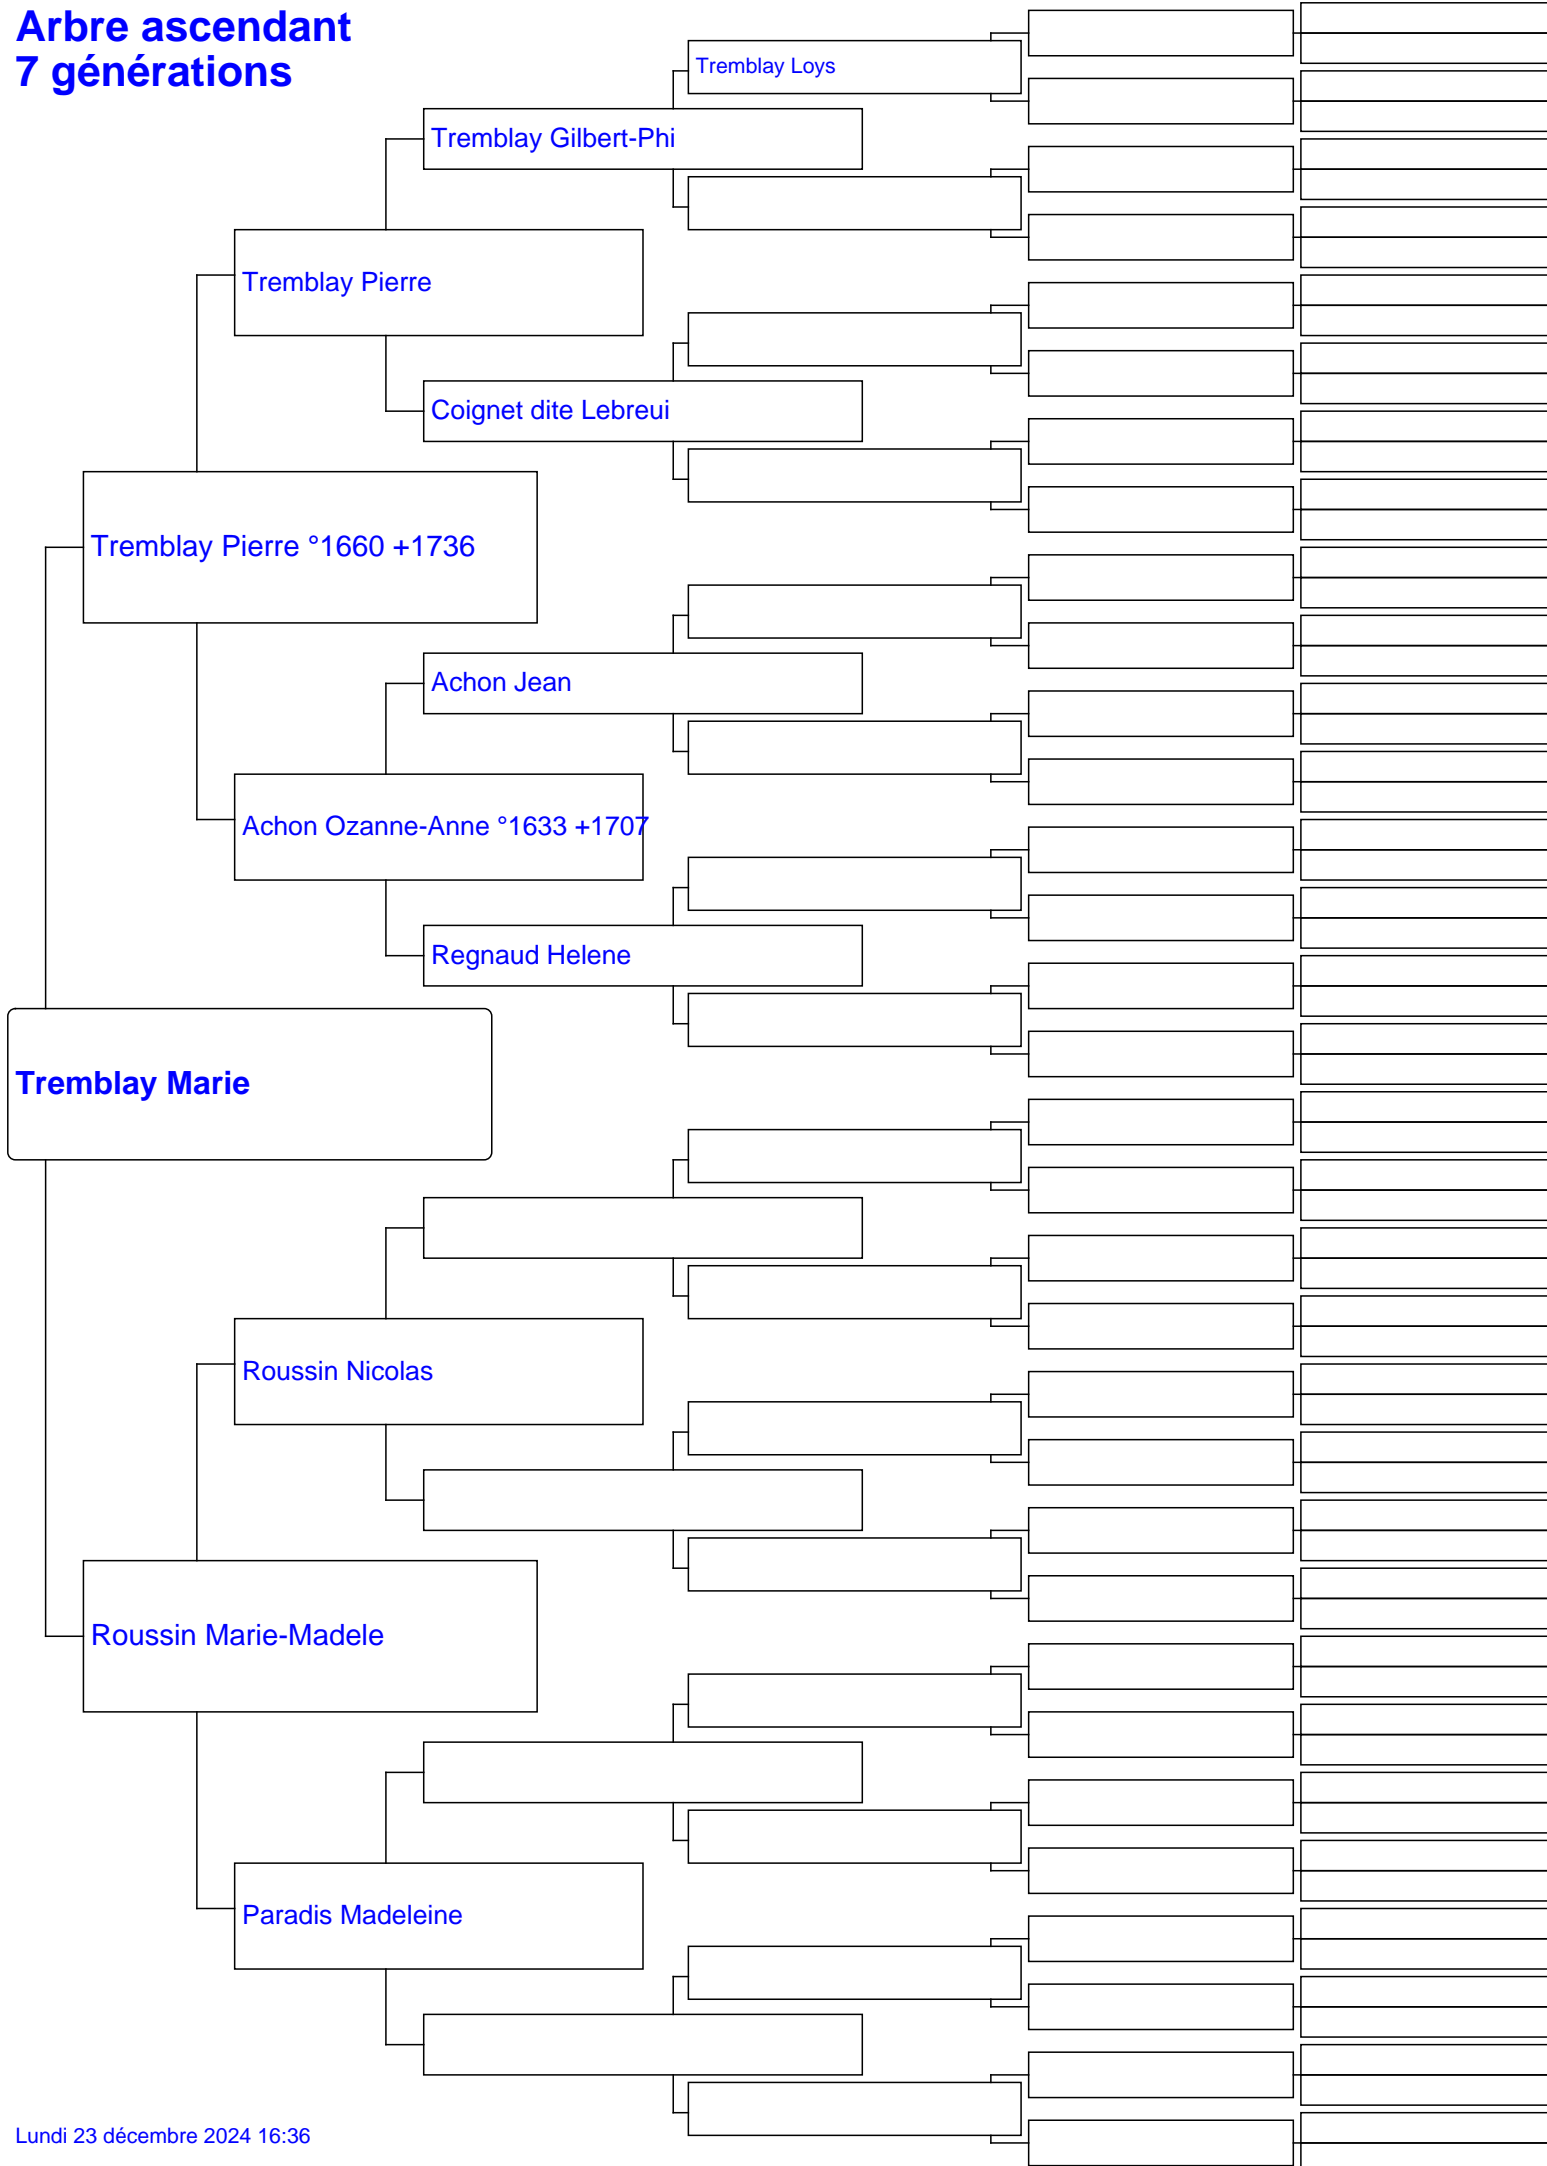 Arbre ascendant
7 générations
Tremblay Loys
Tremblay Gilbert-Phi
Tremblay Pierre
Coignet dite Lebreui
Tremblay Pierre °1660 +1736
Achon Jean
Achon Ozanne-Anne °1633 +1707
Regnaud Helene
Tremblay Marie
Roussin Nicolas
Roussin Marie-Madele
Paradis Madeleine
Lundi 23 décembre 2024 16:36